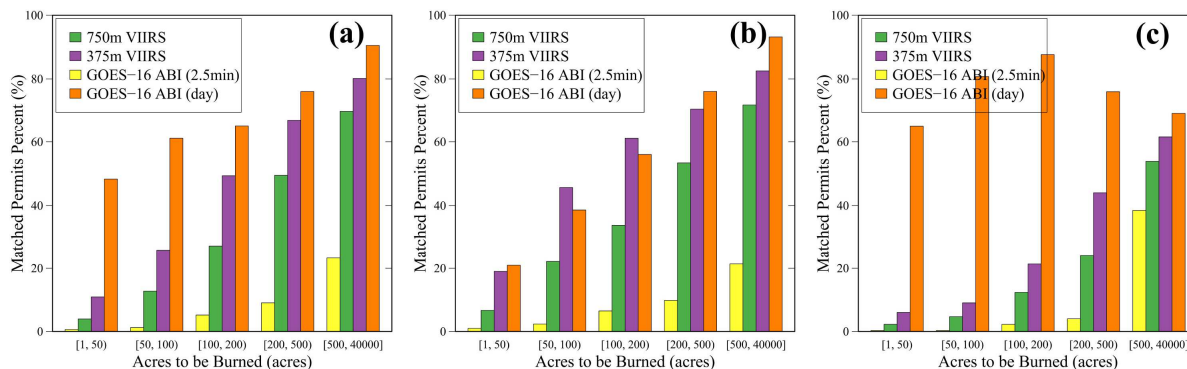 100
80
60
40
20
0
Matched Permits Percent (%)
750m VIIRS
375m VIIRS
GOES−16 ABI (2.5min)
GOES−16 ABI (day)
(a)
[1, 50) [50, 100) [100, 200) [200, 500) [500, 40000]
Acres to be Burned (acres)
100
80
60
40
20
0
Matched Permits Percent (%)
750m VIIRS
375m VIIRS
GOES−16 ABI (2.5min)
GOES−16 ABI (day)
(b)
[1, 50) [50, 100) [100, 200) [200, 500) [500, 40000]
Acres to be Burned (acres)
100
80
60
40
20
0
Matched Permits Percent (%)
750m VIIRS
375m VIIRS
GOES−16 ABI (2.5min)
GOES−16 ABI (day)
(c)
[1, 50) [50, 100) [100, 200) [200, 500) [500, 40000]
Acres to be Burned (acres)